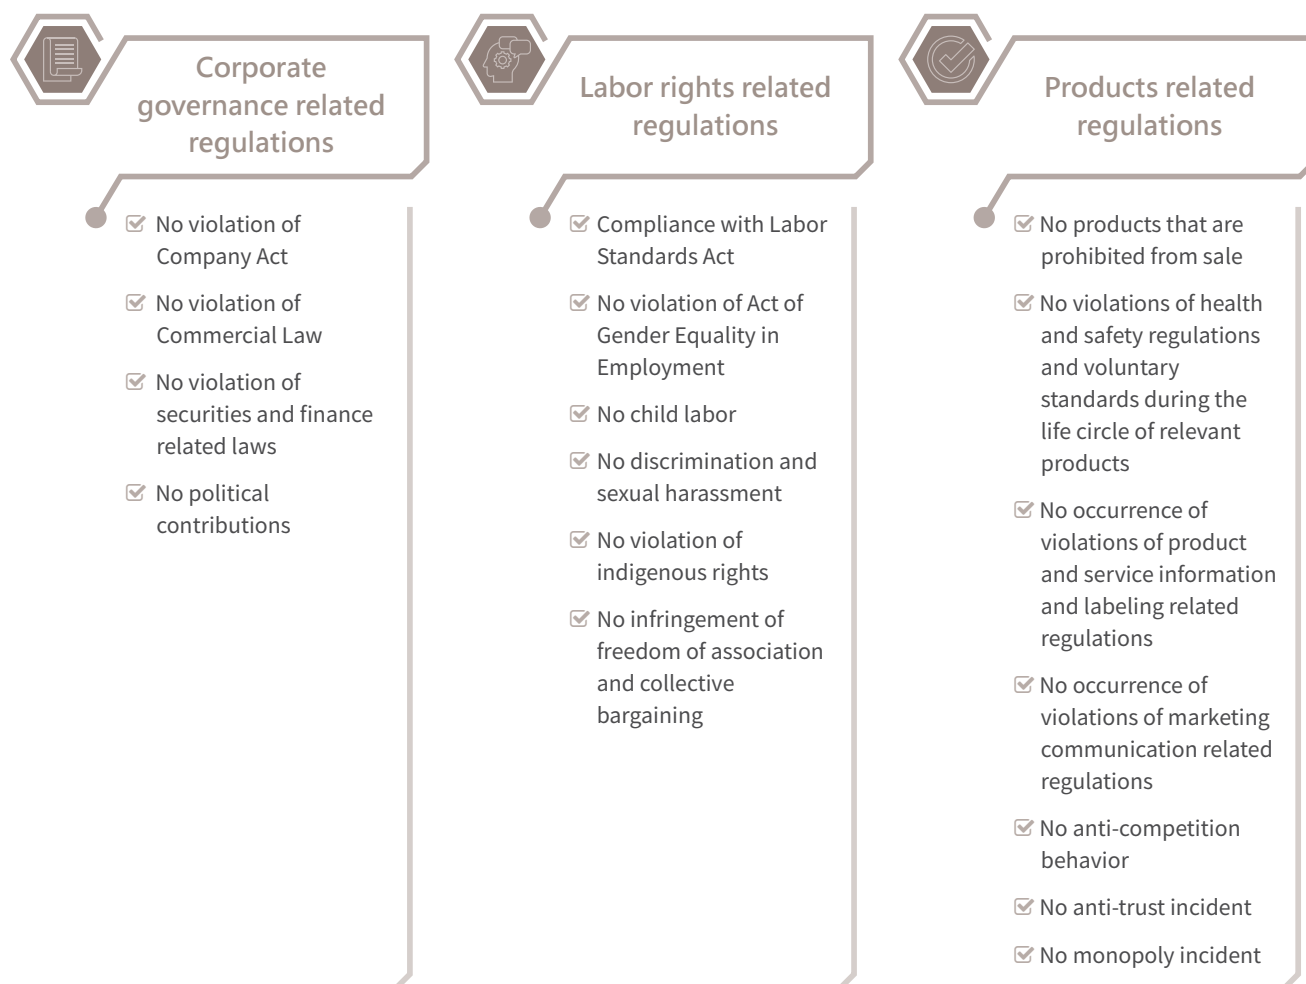 Corporate
governance related
regulations
No violation of
Company Act
No violation of
Commercial Law
No violation of
securities and finance
related laws
No political
contributions
Labor rights related
regulations
Compliance with Labor
Standards Act
No violation of Act of
Gender Equality in
Employment
No child labor
No discrimination and
sexual harassment
No violation of
indigenous rights
No infringement of
freedom of association
and collective
bargaining
Products related
regulations
No products that are
prohibited from sale
No violations of health
and safety regulations
and voluntary
standards during the
life circle of relevant
products
No occurrence of
violations of product
and service information
and labeling related
regulations
No occurrence of
violations of marketing
communication related
regulations
No anti-competition
behavior
No anti-trust incident
No monopoly incident